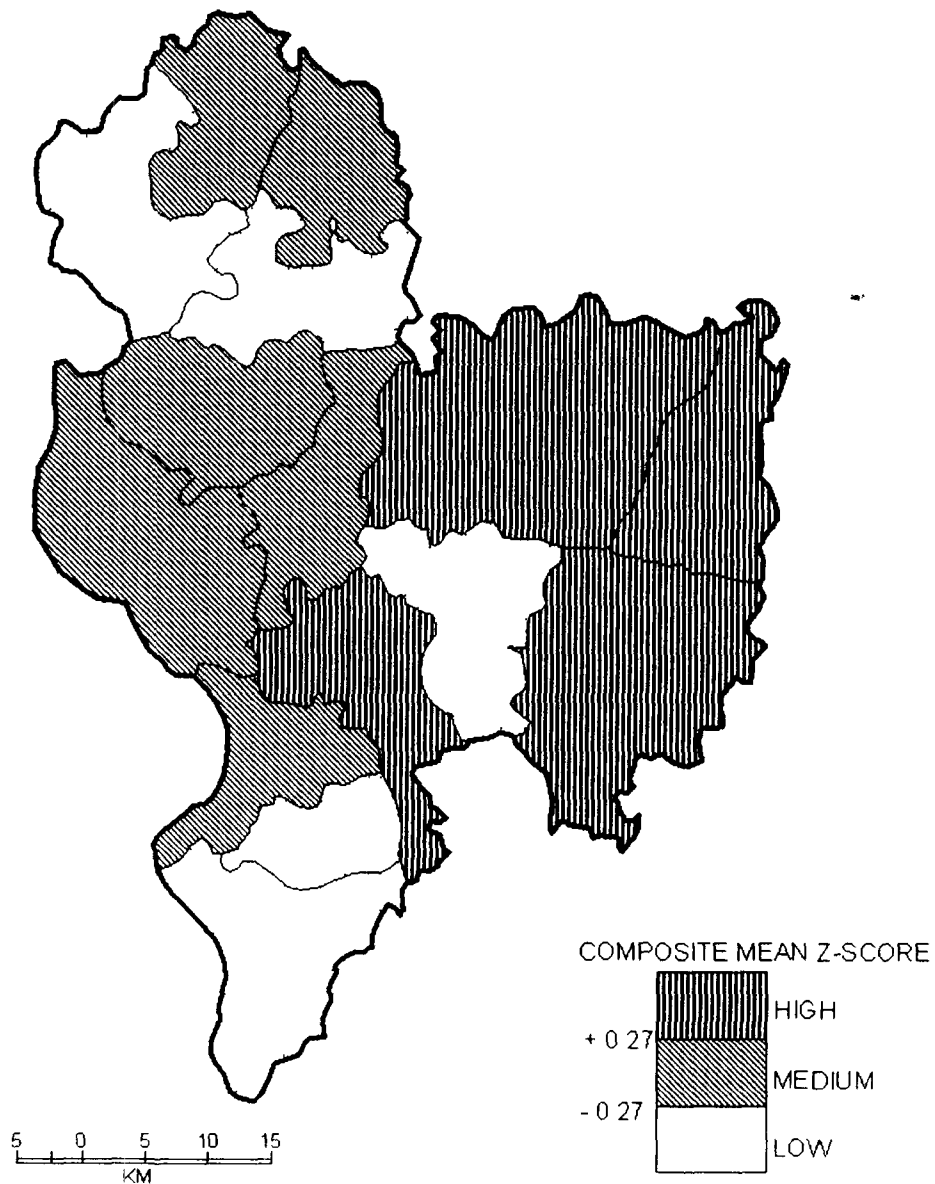 COMPOSITE MEAN Z-SCORE
HIGH
+ 0 27
MEDIUM
- 0 27
LOW
5 0 5 10 15
KM